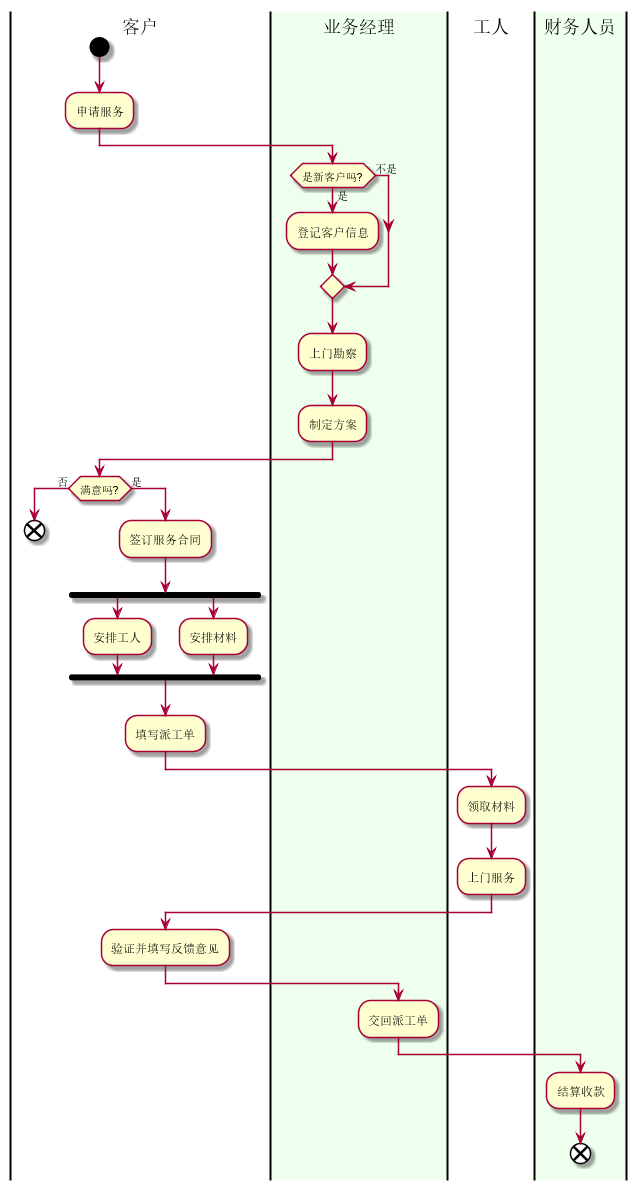 客户
业务经理
工人
财务人员
申请服务
是新客户吗?
不是
是
登记客户信息
上门勘察
制定方案
否
满意吗?
是
签订服务合同
安排工人
安排材料
填写派工单
领取材料
上门服务
验证并填写反馈意见
交回派工单
结算收款